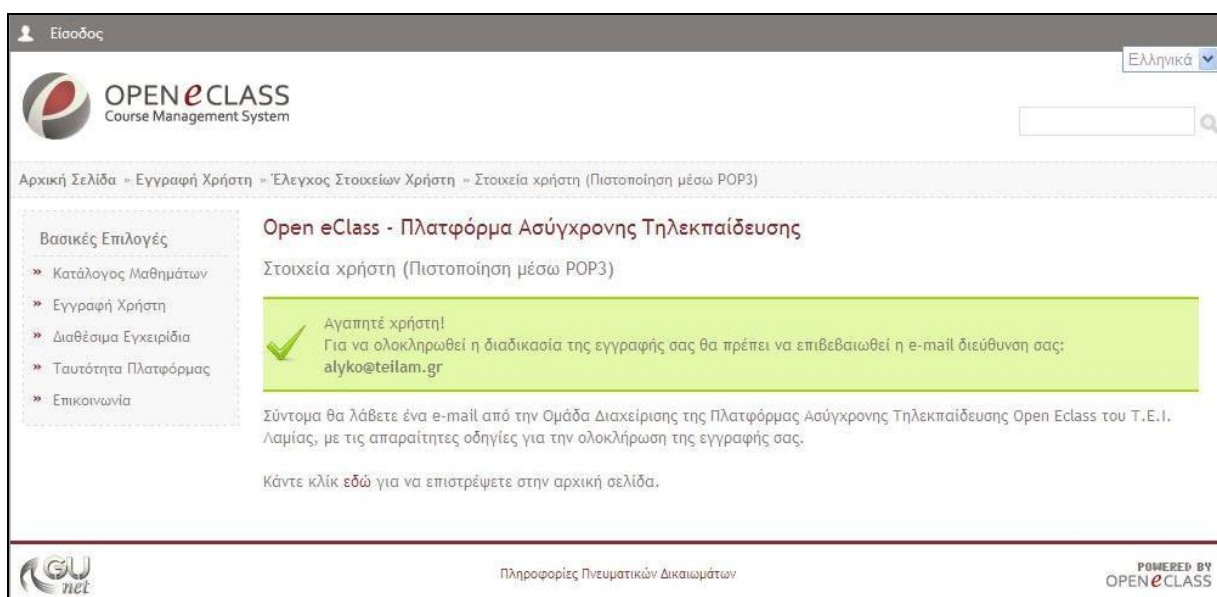 Είσοδος
Ελληνικά
OPEN eCLASS
Course Management System
Αρχική Σελίδα » Εγγραφή Χρήστη » Έλεγχος Στοιχείων Χρήστη » Στοιχεία χρήστη (Πιστοποίηση μέσω POP3)
Βασικές Επιλογές
» Κατάλογος Μαθημάτων
» Εγγραφή Χρήστη
» Διαθέσιμα Εγχειρίδια
» Ταυτότητα Πλατφόρμας
» Επικοινωνία
Open eClass - Πλατφόρμα Ασύγχρονης Τηλεκπαίδευσης
Στοιχεία χρήστη (Πιστοποίηση μέσω POP3)
Αγαπητέ χρήστη!
Για να ολοκληρωθεί η διαδικασία της εγγραφής σας θα πρέπει να επιβεβαιωθεί η e-mail διεύθυνση σας:
alyko@teilam.gr
Σύντομα θα λάβετε ένα e-mail από την Ομάδα Διαχείρισης της Πλατφόρμας Ασύγχρονης Τηλεκπαίδευσης Open Eclass του Τ.Ε.Ι.
Λαμίας, με τις απαραίτητες οδηγίες για την ολοκλήρωση της εγγραφής σας.
Κάντε κλίκ εδώ για να επιστρέψετε στην αρχική σελίδα.
GU
net
Πληροφορίες Πνευματικών Δικαιωμάτων
POWERED BY
OPEN eCLASS